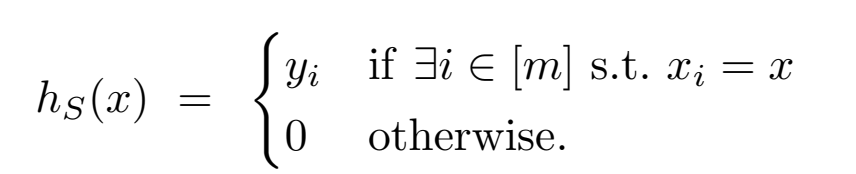 h_S(x) = { y_i if ∃i ∈ [m] s.t. x_i = x
0 otherwise.